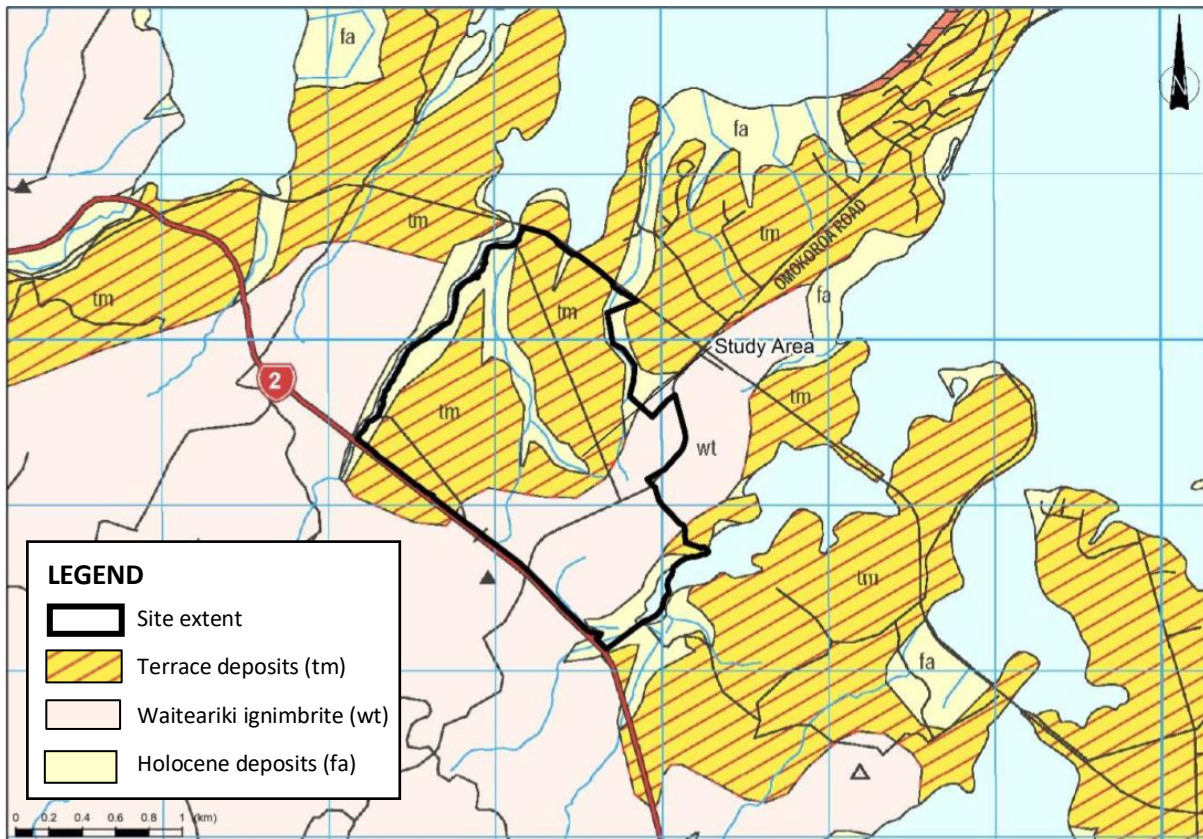 fa
N
fa
tm
tm
tm
OMOKOROA ROAD
fa
tm
Study Area
2
tm
tm
wt
tm
fa
LEGEND
Site extent
Terrace deposits (tm)
Waiteariki ignimbrite (wt)
Holocene deposits (fa)
0 0.2 0.4 0.6 0.8 1 (km)